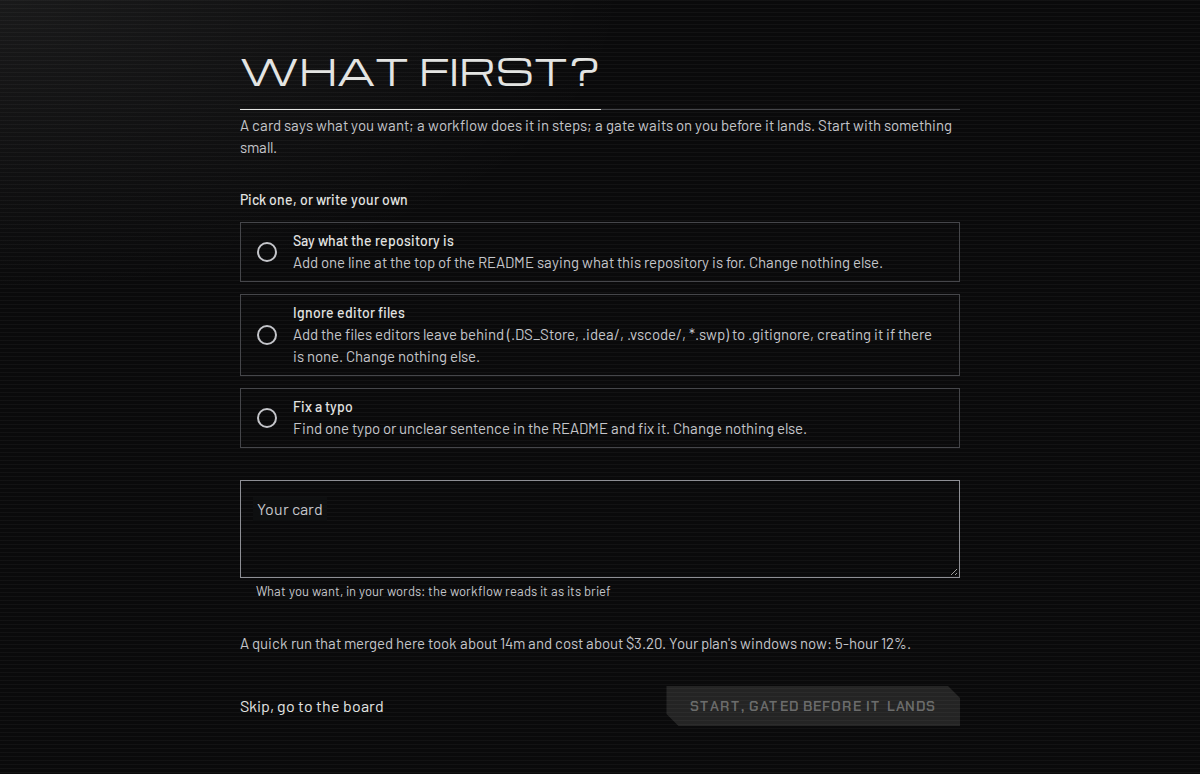 WHAT FIRST?
A card says what you want; a workflow does it in steps; a gate waits on you before it lands. Start with something
small.
Pick one, or write your own
Say what the repository is
Add one line at the top of the README saying what this repository is for. Change nothing else.
Ignore editor files
Add the files editors leave behind (.DS_Store, .idea/, .vscode/, *.swp) to .gitignore, creating it if there
is none. Change nothing else.
Fix a typo
Find one typo or unclear sentence in the README and fix it. Change nothing else.
Your card
What you want, in your words: the workflow reads it as its brief
A quick run that merged here took about 14m and cost about $3.20. Your plan's windows now: 5-hour 12%.
Skip, go to the board
START, GATED BEFORE IT LANDS